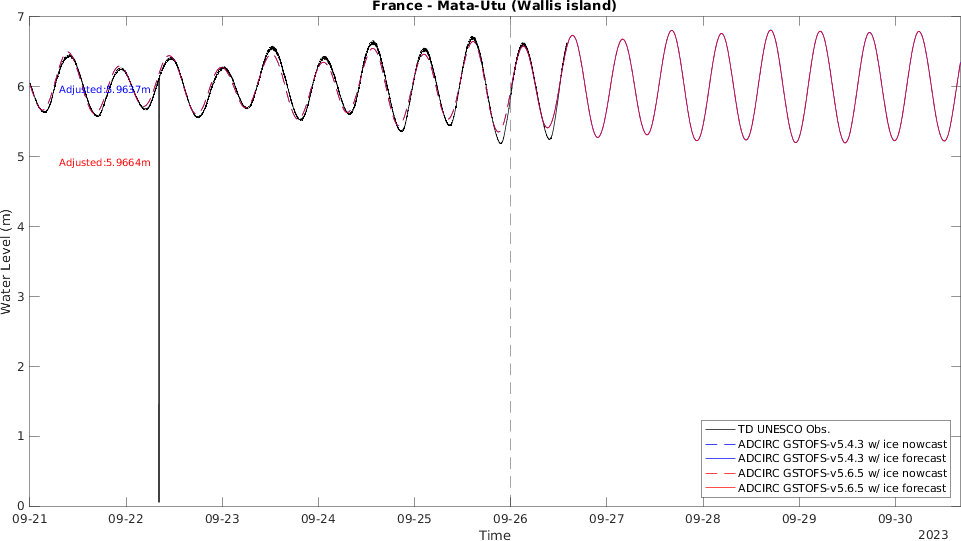 France - Mata-Utu (Wallis island)
7
6
5
4
3
2
1
0
Water Level (m)
Adjusted:5.9637m
Adjusted:5.9664m
TD UNESCO Obs.
ADCIRC GSTOFS-v5.4.3 w/ ice nowcast
ADCIRC GSTOFS-v5.4.3 w/ ice forecast
ADCIRC GSTOFS-v5.6.5 w/ ice nowcast
ADCIRC GSTOFS-v5.6.5 w/ ice forecast
09-21 09-22 09-23 09-24 09-25 09-26 09-27 09-28 09-29 09-30
Time
2023